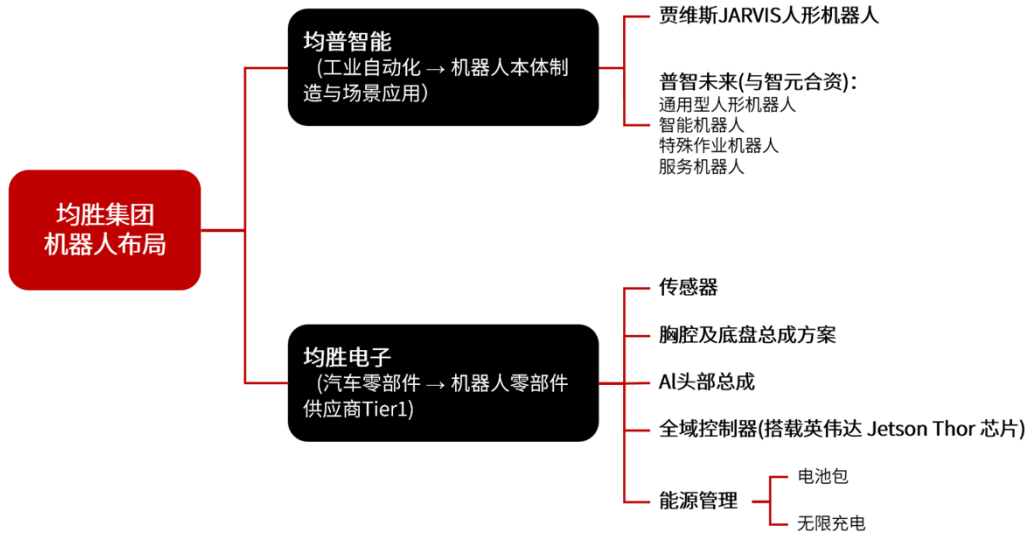 均胜集团
机器人布局
均普智能
(工业自动化 → 机器人本体制
造与场景应用)
贾维斯JARVIS人形机器人
普智未来(与智元合资)：
通用型人形机器人
智能机器人
特殊作业机器人
服务机器人
均胜电子
(汽车零部件 → 机器人零部件
供应商Tier1)
传感器
胸腔及底盘总成方案
AI头部总成
全域控制器(搭载英伟达 Jetson Thor 芯片)
能源管理
电池包
无限充电